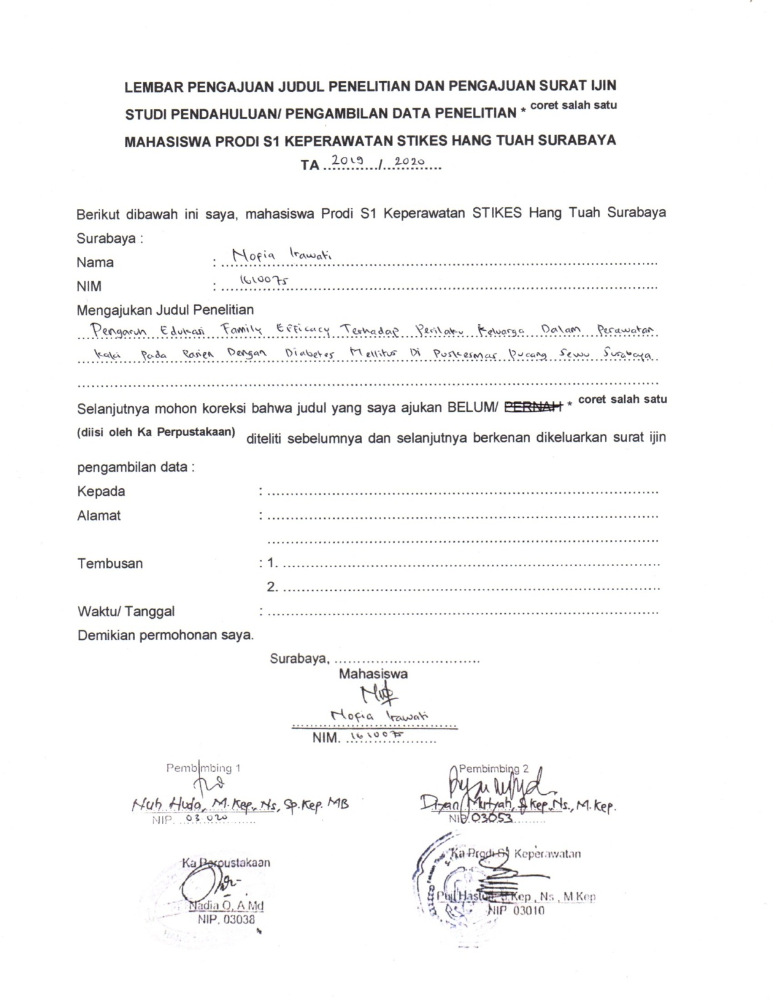 LEMBAR PENGAJUAN JUDUL PENELITIAN DAN PENGAJUAN SURAT IJIN
STUDI PENDAHULUAN/ PENGAMBILAN DATA PENELITIAN * coret salah satu
MAHASISWA PRODI S1 KEPERAWATAN STIKES HANG TUAH SURABAYA
TA 2019 / 2020
Berikut dibawah ini saya, mahasiswa Prodi S1 Keperawatan STIKES Hang Tuah Surabaya
Surabaya :
Nama : Nofia Irawati
NIM : 1610075
Mengajukan Judul Penelitian
Pengaruh Edukasi Family Efficacy Terhadap Perilaku Keluarga Dalam Perawatan
Kaki Pada Pasien Dengan Diabetes Mellitus Di Puskesmas Pucang Sewu Surabaya
Selanjutnya mohon koreksi bahwa judul yang saya ajukan BELUM/ PERNAH * coret salah satu
(diisi oleh Ka Perpustakaan) diteliti sebelumnya dan selanjutnya berkenan dikeluarkan surat ijin
pengambilan data :
Kepada :
Alamat :
Tembusan : 1.
2.
Waktu/ Tanggal :
Demikian permohonan saya.
Surabaya,
Mahasiswa
Nofia Irawati
NIM. 1610075
Pembimbing 1
Nuh Huda, M.Kep., Ns, Sp.Kep. MB
NIP. 03 020
Pembimbing 2
Diyan Mutyah, S.Kep., Ns., M.Kep.
NIP 03053
Ka Perpustakaan
Nadia O, A Md
NIP. 03038
Ka Prodi S1 Keperawatan
Puji Hastuti, S.Kep , Ns , M Kep
NIP 03010